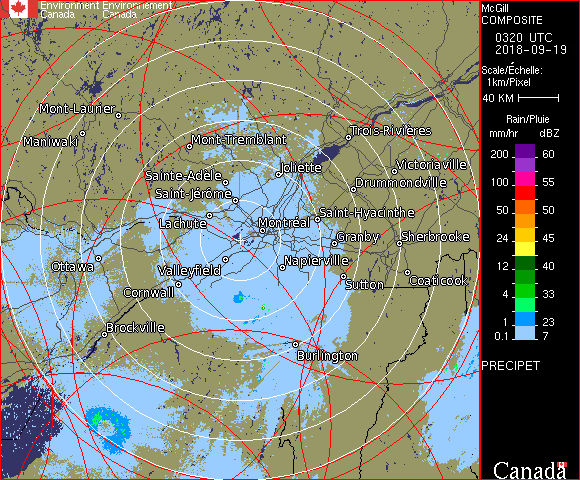 Environment Environnement
Canada Canada
McGill
COMPOSITE
0320 UTC
2018-09-19
Scale/Échelle:
1km/Pixel
40 KM
Rain/Pluie
mm/hr dBZ
200 60
100 55
50 50
24 45
12 40
4 33
1 23
0.1 7
PRECIPET
Canada
Mont-Laurier
Maniwaki
Mont-Tremblant
Trois-Rivières
Joliette
Victoriaville
Sainte-Adèle
Drummondville
Saint-Jérôme
Saint-Hyacinthe
Lachute
Montréal
Granby
Sherbrooke
Ottawa
Valleyfield
Napierville
Cornwall
Sutton
Coaticook
Brockville
Burlington